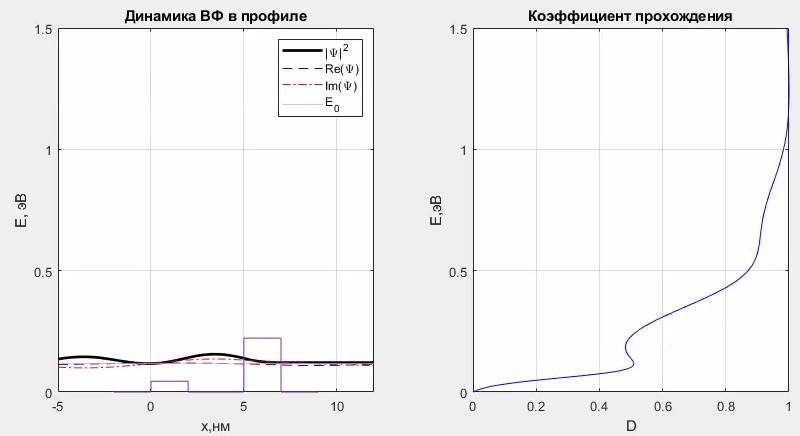 Динамика ВФ в профиле
1.5
1
0.5
0
E, эВ
-5
0
5
10
x,нм
|Ψ|²
Re(Ψ)
Im(Ψ)
E₀
Коэффициент прохождения
1.5
1
0.5
0
E,эВ
0
0.2
0.4
0.6
0.8
1
D